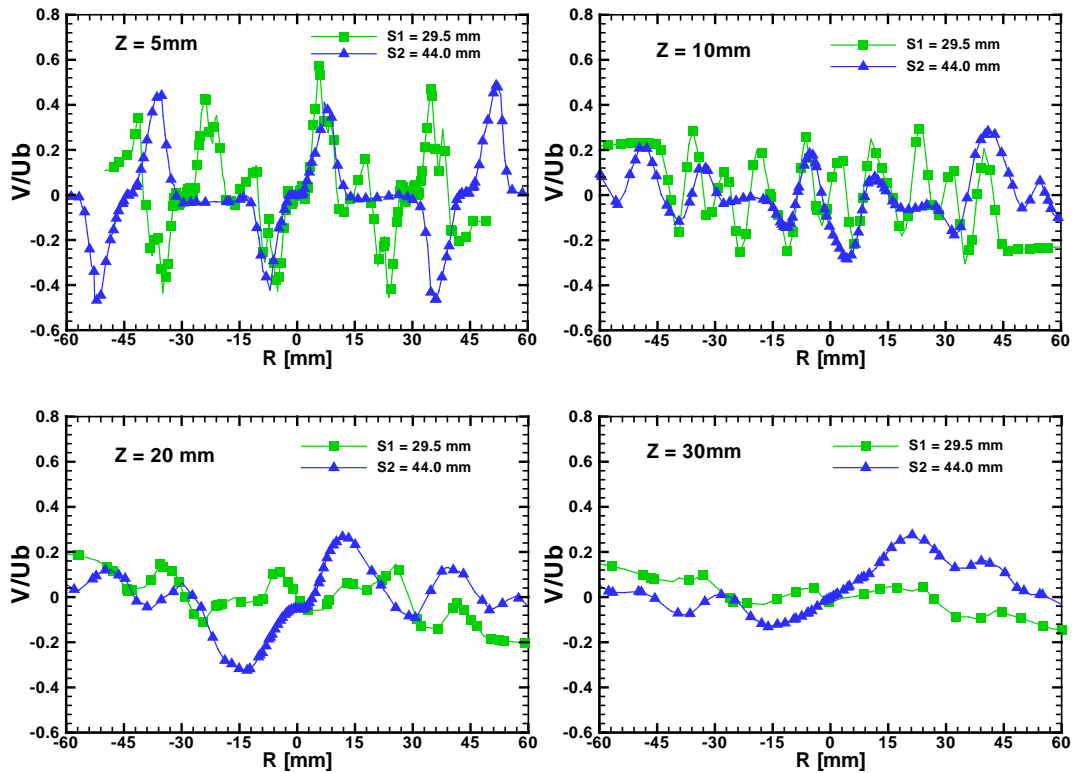 Z = 5mm
S1 = 29.5 mm
S2 = 44.0 mm
V/Ub
0.8
0.6
0.4
0.2
0
-0.2
-0.4
-0.6
-60 -45 -30 -15 0 15 30 45 60
R [mm]
Z = 10mm
S1 = 29.5 mm
S2 = 44.0 mm
V/Ub
0.8
0.6
0.4
0.2
0
-0.2
-0.4
-0.6
-60 -45 -30 -15 0 15 30 45 60
R [mm]
Z = 20 mm
S1 = 29.5 mm
S2 = 44.0 mm
V/Ub
0.8
0.6
0.4
0.2
0
-0.2
-0.4
-0.6
-60 -45 -30 -15 0 15 30 45 60
R [mm]
Z = 30mm
S1 = 29.5 mm
S2 = 44.0 mm
V/Ub
0.8
0.6
0.4
0.2
0
-0.2
-0.4
-0.6
-60 -45 -30 -15 0 15 30 45 60
R [mm]